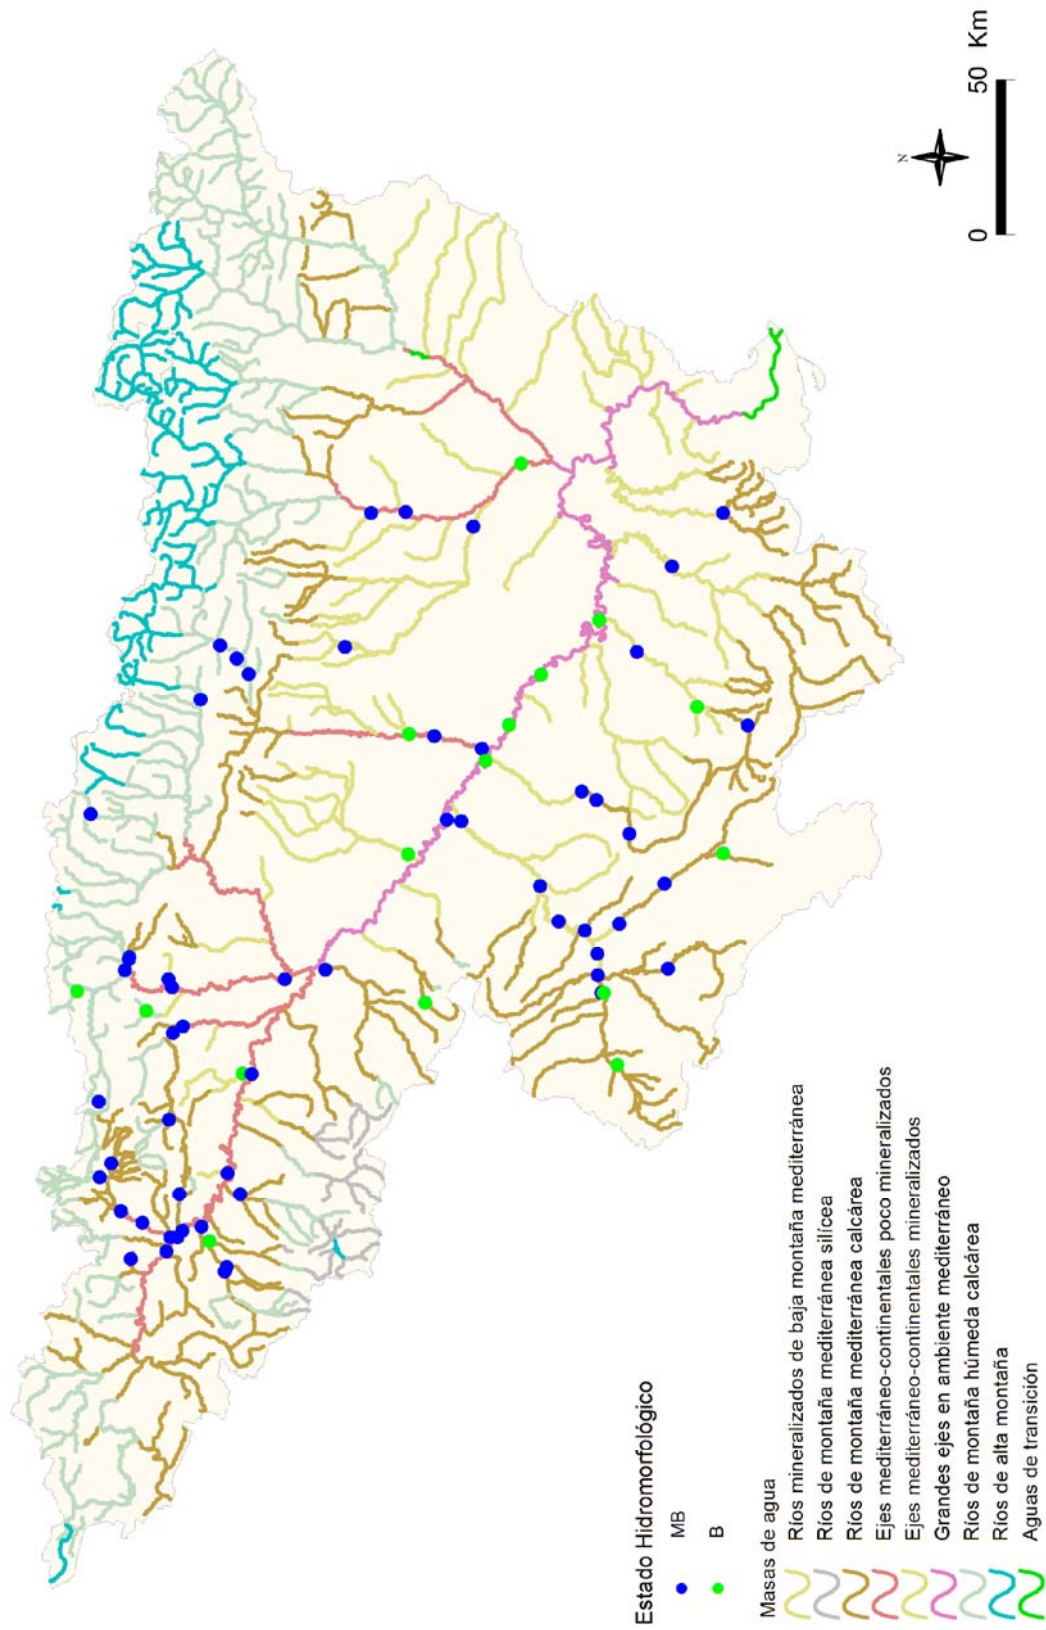 Estado Hidromorfológico
MB
B
Masas de agua
Ríos mineralizados de baja montaña mediterránea
Ríos de montaña mediterránea silícea
Ríos de montaña mediterránea calcárea
Ejes mediterráneo-continentales poco mineralizados
Ejes mediterráneo-continentales mineralizados
Grandes ejes en ambiente mediterráneo
Ríos de montaña húmeda calcárea
Ríos de alta montaña
Aguas de transición
N
0 50 Km